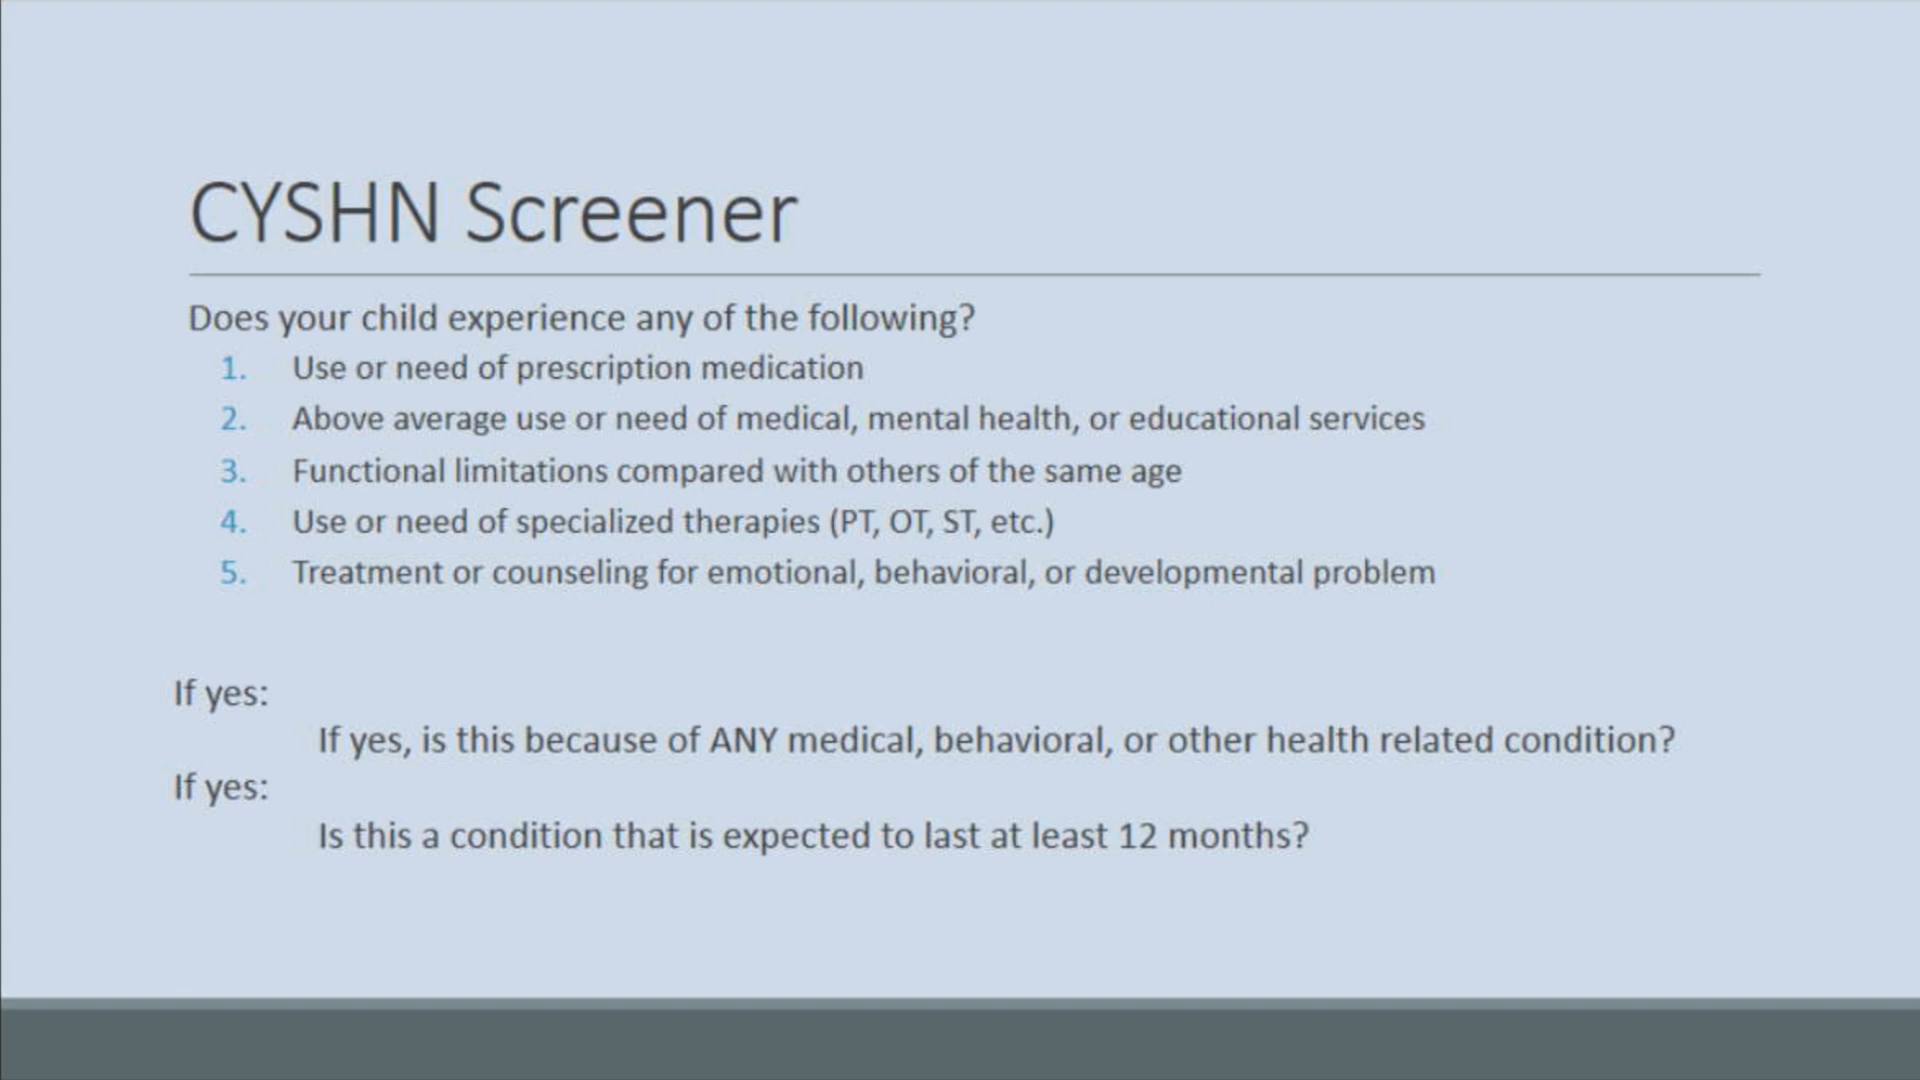 CYSHN Screener
Does your child experience any of the following?
1. Use or need of prescription medication
2. Above average use or need of medical, mental health, or educational services
3. Functional limitations compared with others of the same age
4. Use or need of specialized therapies (PT, OT, ST, etc.)
5. Treatment or counseling for emotional, behavioral, or developmental problem
If yes:
If yes, is this because of ANY medical, behavioral, or other health related condition?
If yes:
Is this a condition that is expected to last at least 12 months?